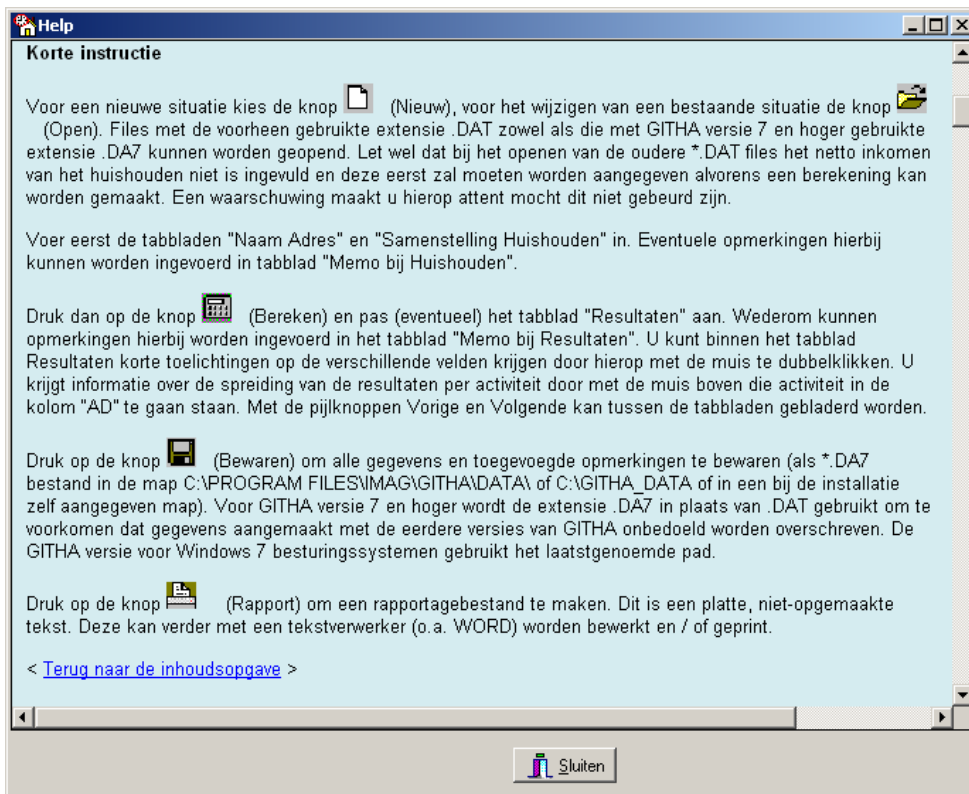 Help
Korte instructie
Voor een nieuwe situatie kies de knop (Nieuw), voor het wijzigen van een bestaande situatie de knop
(Open). Files met de voorheen gebruikte extensie .DAT zowel als die met GITHA versie 7 en hoger gebruikte
extensie .DA7 kunnen worden geopend. Let wel dat bij het openen van de oudere *.DAT files het netto inkomen
van het huishouden niet is ingevuld en deze eerst zal moeten worden aangegeven alvorens een berekening kan
worden gemaakt. Een waarschuwing maakt u hierop attent mocht dit niet gebeurd zijn.
Voer eerst de tabbladen "Naam Adres" en "Samenstelling Huishouden" in. Eventuele opmerkingen hierbij
kunnen worden ingevoerd in tabblad "Memo bij Huishouden".
Druk dan op de knop (Bereken) en pas (eventueel) het tabblad "Resultaten" aan. Wederom kunnen
opmerkingen hierbij worden ingevoerd in het tabblad "Memo bij Resultaten". U kunt binnen het tabblad
Resultaten korte toelichtingen op de verschillende velden krijgen door hierop met de muis te dubbelklikken. U
krijgt informatie over de spreiding van de resultaten per activiteit door met de muis boven die activiteit in de
kolom "AD" te gaan staan. Met de pijlknoppen Vorige en Volgende kan tussen de tabbladen gebladerd worden.
Druk op de knop (Bewaren) om alle gegevens en toegevoegde opmerkingen te bewaren (als *.DA7
bestand in de map C:\PROGRAM FILES\IMAG\GITHA\DATA\ of C:\GITHA_DATA of in een bij de installatie
zelf aangegeven map). Voor GITHA versie 7 en hoger wordt de extensie .DA7 in plaats van .DAT gebruikt om te
voorkomen dat gegevens aangemaakt met de eerdere versies van GITHA onbedoeld worden overschreven. De
GITHA versie voor Windows 7 besturingssystemen gebruikt het laatstgenoemde pad.
Druk op de knop (Rapport) om een rapportagebestand te maken. Dit is een platte, niet-opgemaakte
tekst. Deze kan verder met een tekstverwerker (o.a. WORD) worden bewerkt en / of geprint.
< Terug naar de inhoudsopgave >
Sluiten